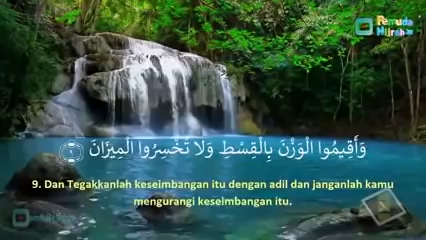 Pemuda
Hijrah
وَأَقِيمُوا الْوَزْنَ بِالْقِسْطِ وَلَا تُخْسِرُوا الْمِيزَانَ ۝٩
9. Dan Tegakkanlah keseimbangan itu dengan adil dan janganlah kamu
mengurangi keseimbangan itu.